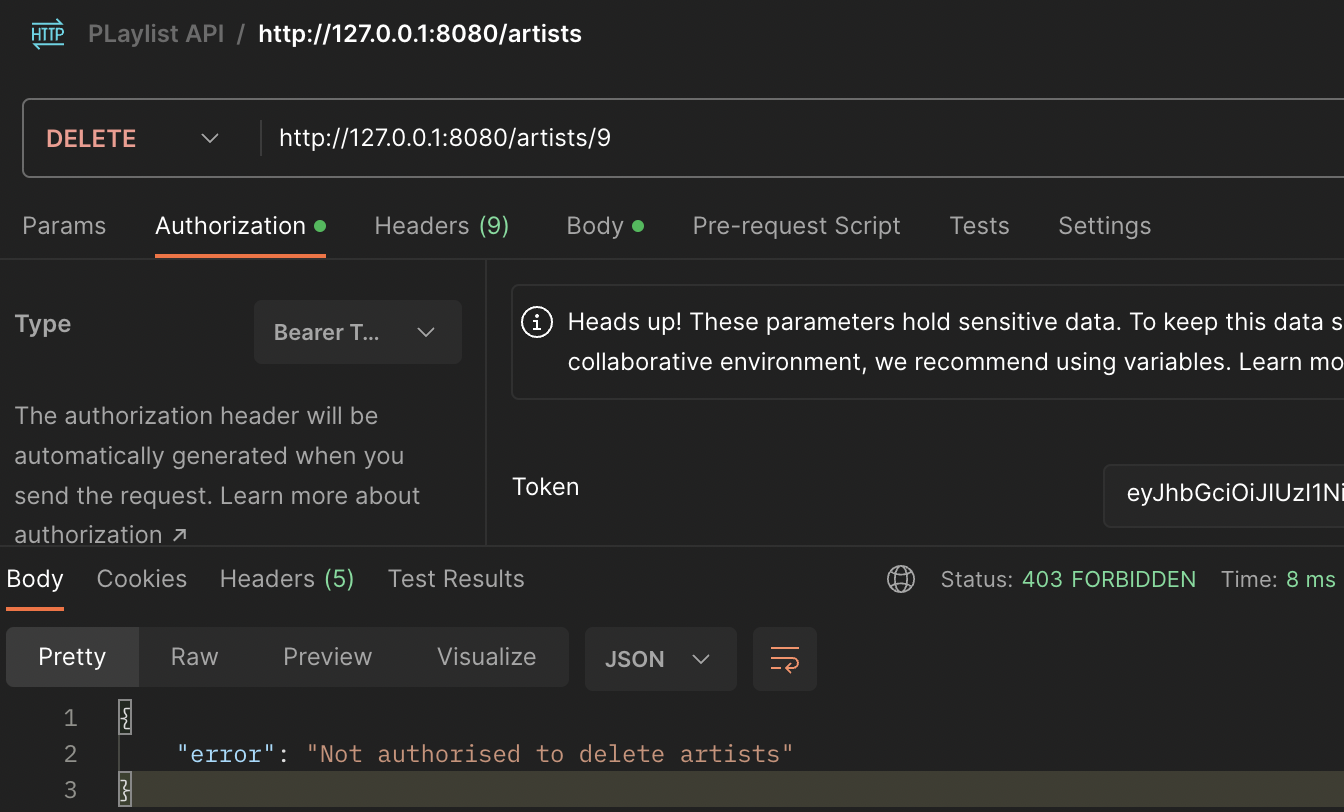 HTTP PLaylist API / http://127.0.0.1:8080/artists
DELETE http://127.0.0.1:8080/artists/9
Params Authorization Headers (9) Body Pre-request Script Tests Settings
Type Bearer T...
Heads up! These parameters hold sensitive data. To keep this data s
collaborative environment, we recommend using variables. Learn mo
The authorization header will be
automatically generated when you
send the request. Learn more about
authorization ↗
Token eyJhbGciOiJIUzI1Ni
Body Cookies Headers (5) Test Results Status: 403 FORBIDDEN Time: 8 ms
Pretty Raw Preview Visualize JSON
1 {
2 "error": "Not authorised to delete artists"
3 }